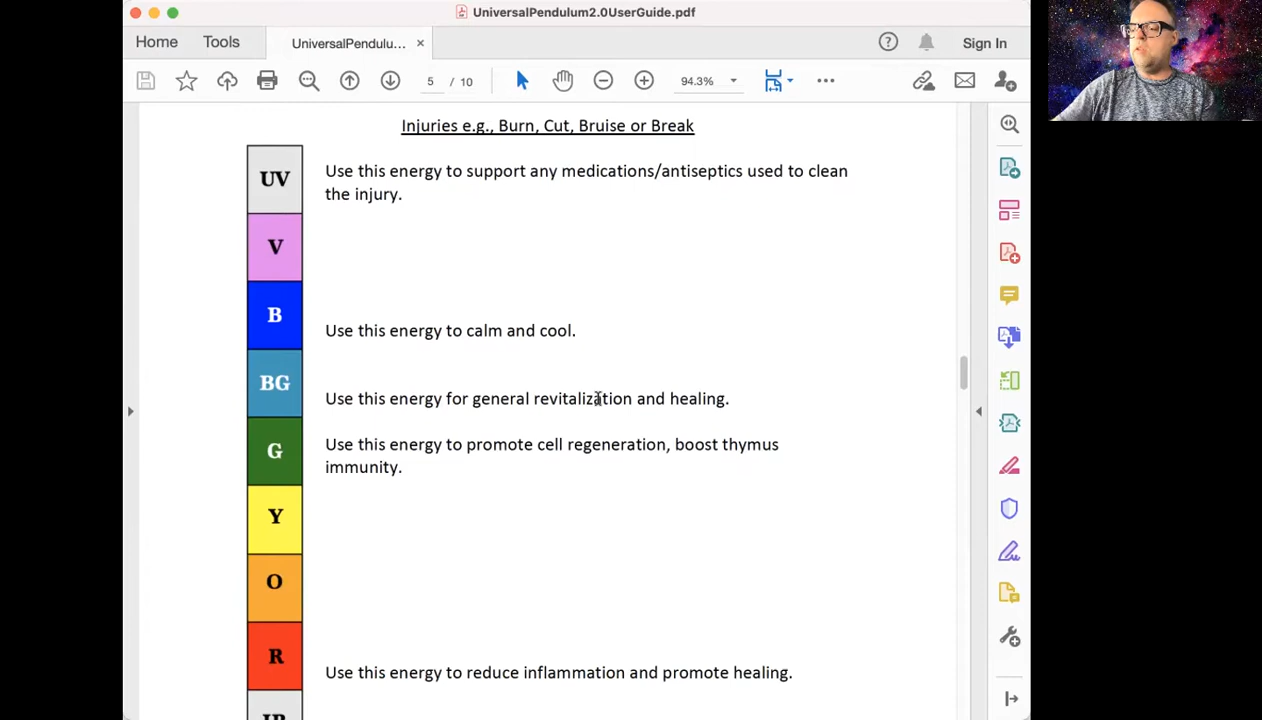 UniversalPendulum2.0UserGuide.pdf
Home Tools UniversalPendulu... × Sign In
5 / 10 94.3%
Injuries e.g., Burn, Cut, Bruise or Break
UV
Use this energy to support any medications/antiseptics used to clean
the injury.
V
B
Use this energy to calm and cool.
BG
Use this energy for general revitalization and healing.
G
Use this energy to promote cell regeneration, boost thymus
immunity.
Y
O
R
Use this energy to reduce inflammation and promote healing.
IR